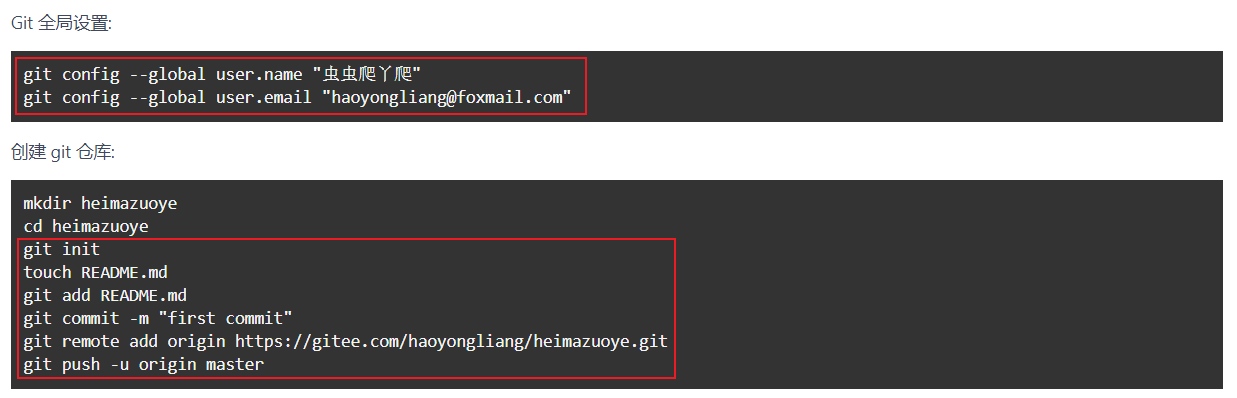 Git 全局设置:
git config --global user.name "虫虫爬丫爬"
git config --global user.email "haoyongliang@foxmail.com"
创建 git 仓库:
mkdir heimazuoye
cd heimazuoye
git init
touch README.md
git add README.md
git commit -m "first commit"
git remote add origin https://gitee.com/haoyongliang/heimazuoye.git
git push -u origin master